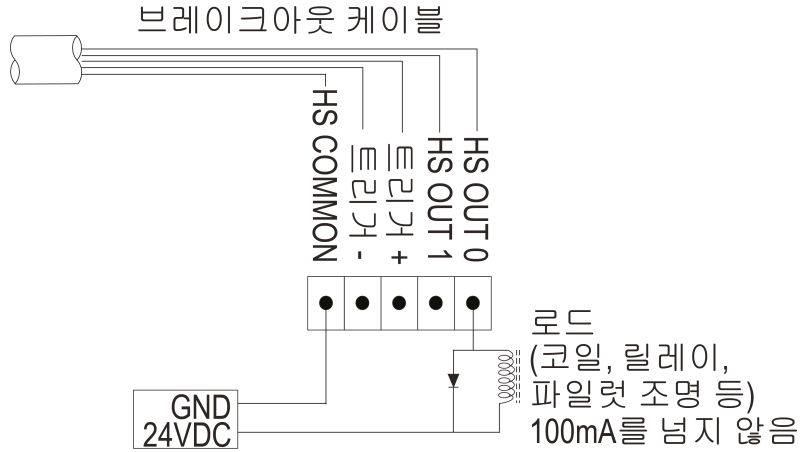 브레이크아웃 케이블
HS COMMON
트리거 -
트리거 +
HS OUT 1
HS OUT 0
로드
(코일, 릴레이,
파일럿 조명 등)
100mA를 넘지 않음
GND
24VDC